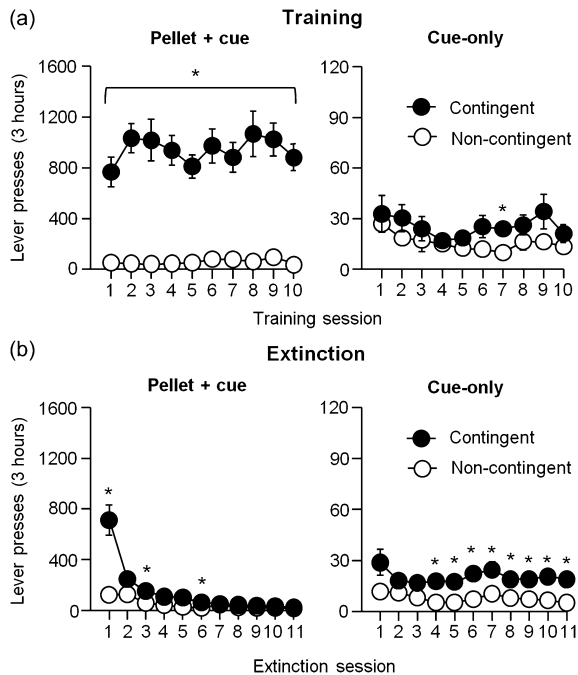 (a) Training
Pellet + cue Cue-only
1600 120
* Contingent
1200 90 Non-contingent
800 60
400 30 *
0 0
1 2 3 4 5 6 7 8 9 10 1 2 3 4 5 6 7 8 9 10
Lever presses (3 hours)
Training session
(b) Extinction
Pellet + cue Cue-only
1600 120
Contingent
1200 90 Non-contingent
800 60
* * * * * * * * *
400 30
* *
0 0
1 2 3 4 5 6 7 8 9 10 11 1 2 3 4 5 6 7 8 9 10 11
Lever presses (3 hours)
Extinction session